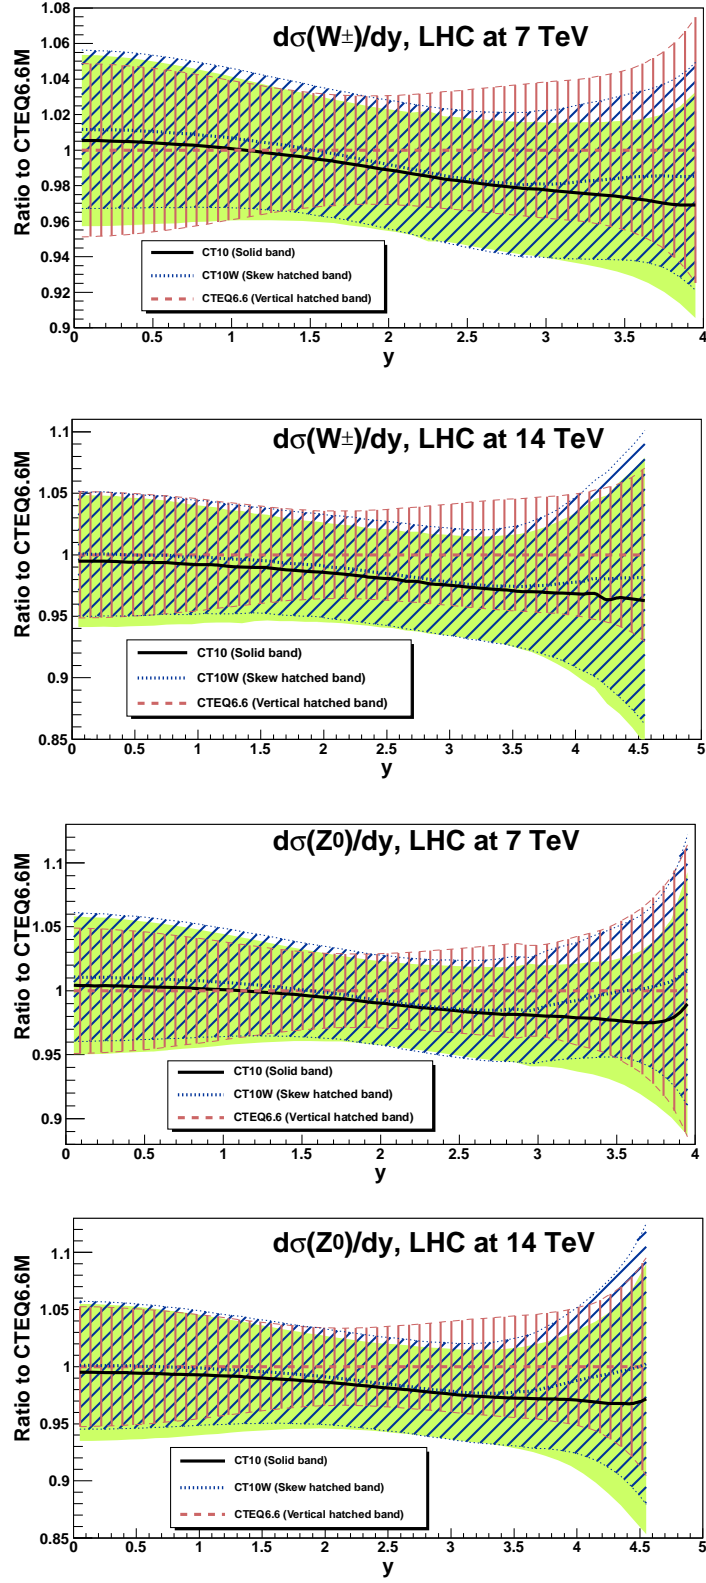 dσ(W±)/dy, LHC at 7 TeV
Ratio to CTEQ6.6M
1.08
1.06
1.04
1.02
1
0.98
0.96
0.94
0.92
0.9
CT10 (Solid band)
CT10W (Skew hatched band)
CTEQ6.6 (Vertical hatched band)
0 0.5 1 1.5 2 2.5 3 3.5 4
y
dσ(W±)/dy, LHC at 14 TeV
Ratio to CTEQ6.6M
1.1
1.05
1
0.95
0.9
0.85
CT10 (Solid band)
CT10W (Skew hatched band)
CTEQ6.6 (Vertical hatched band)
0 0.5 1 1.5 2 2.5 3 3.5 4 4.5 5
y
dσ(Z0)/dy, LHC at 7 TeV
Ratio to CTEQ6.6M
1.1
1.05
1
0.95
0.9
CT10 (Solid band)
CT10W (Skew hatched band)
CTEQ6.6 (Vertical hatched band)
0 0.5 1 1.5 2 2.5 3 3.5 4
y
dσ(Z0)/dy, LHC at 14 TeV
Ratio to CTEQ6.6M
1.1
1.05
1
0.95
0.9
0.85
CT10 (Solid band)
CT10W (Skew hatched band)
CTEQ6.6 (Vertical hatched band)
0 0.5 1 1.5 2 2.5 3 3.5 4 4.5 5
y